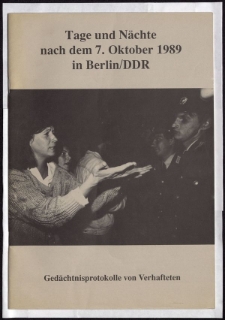 Tage und Nächte
nach dem 7. Oktober 1989
in Berlin/DDR
Gedächtnisprotokolle von Verhafteten